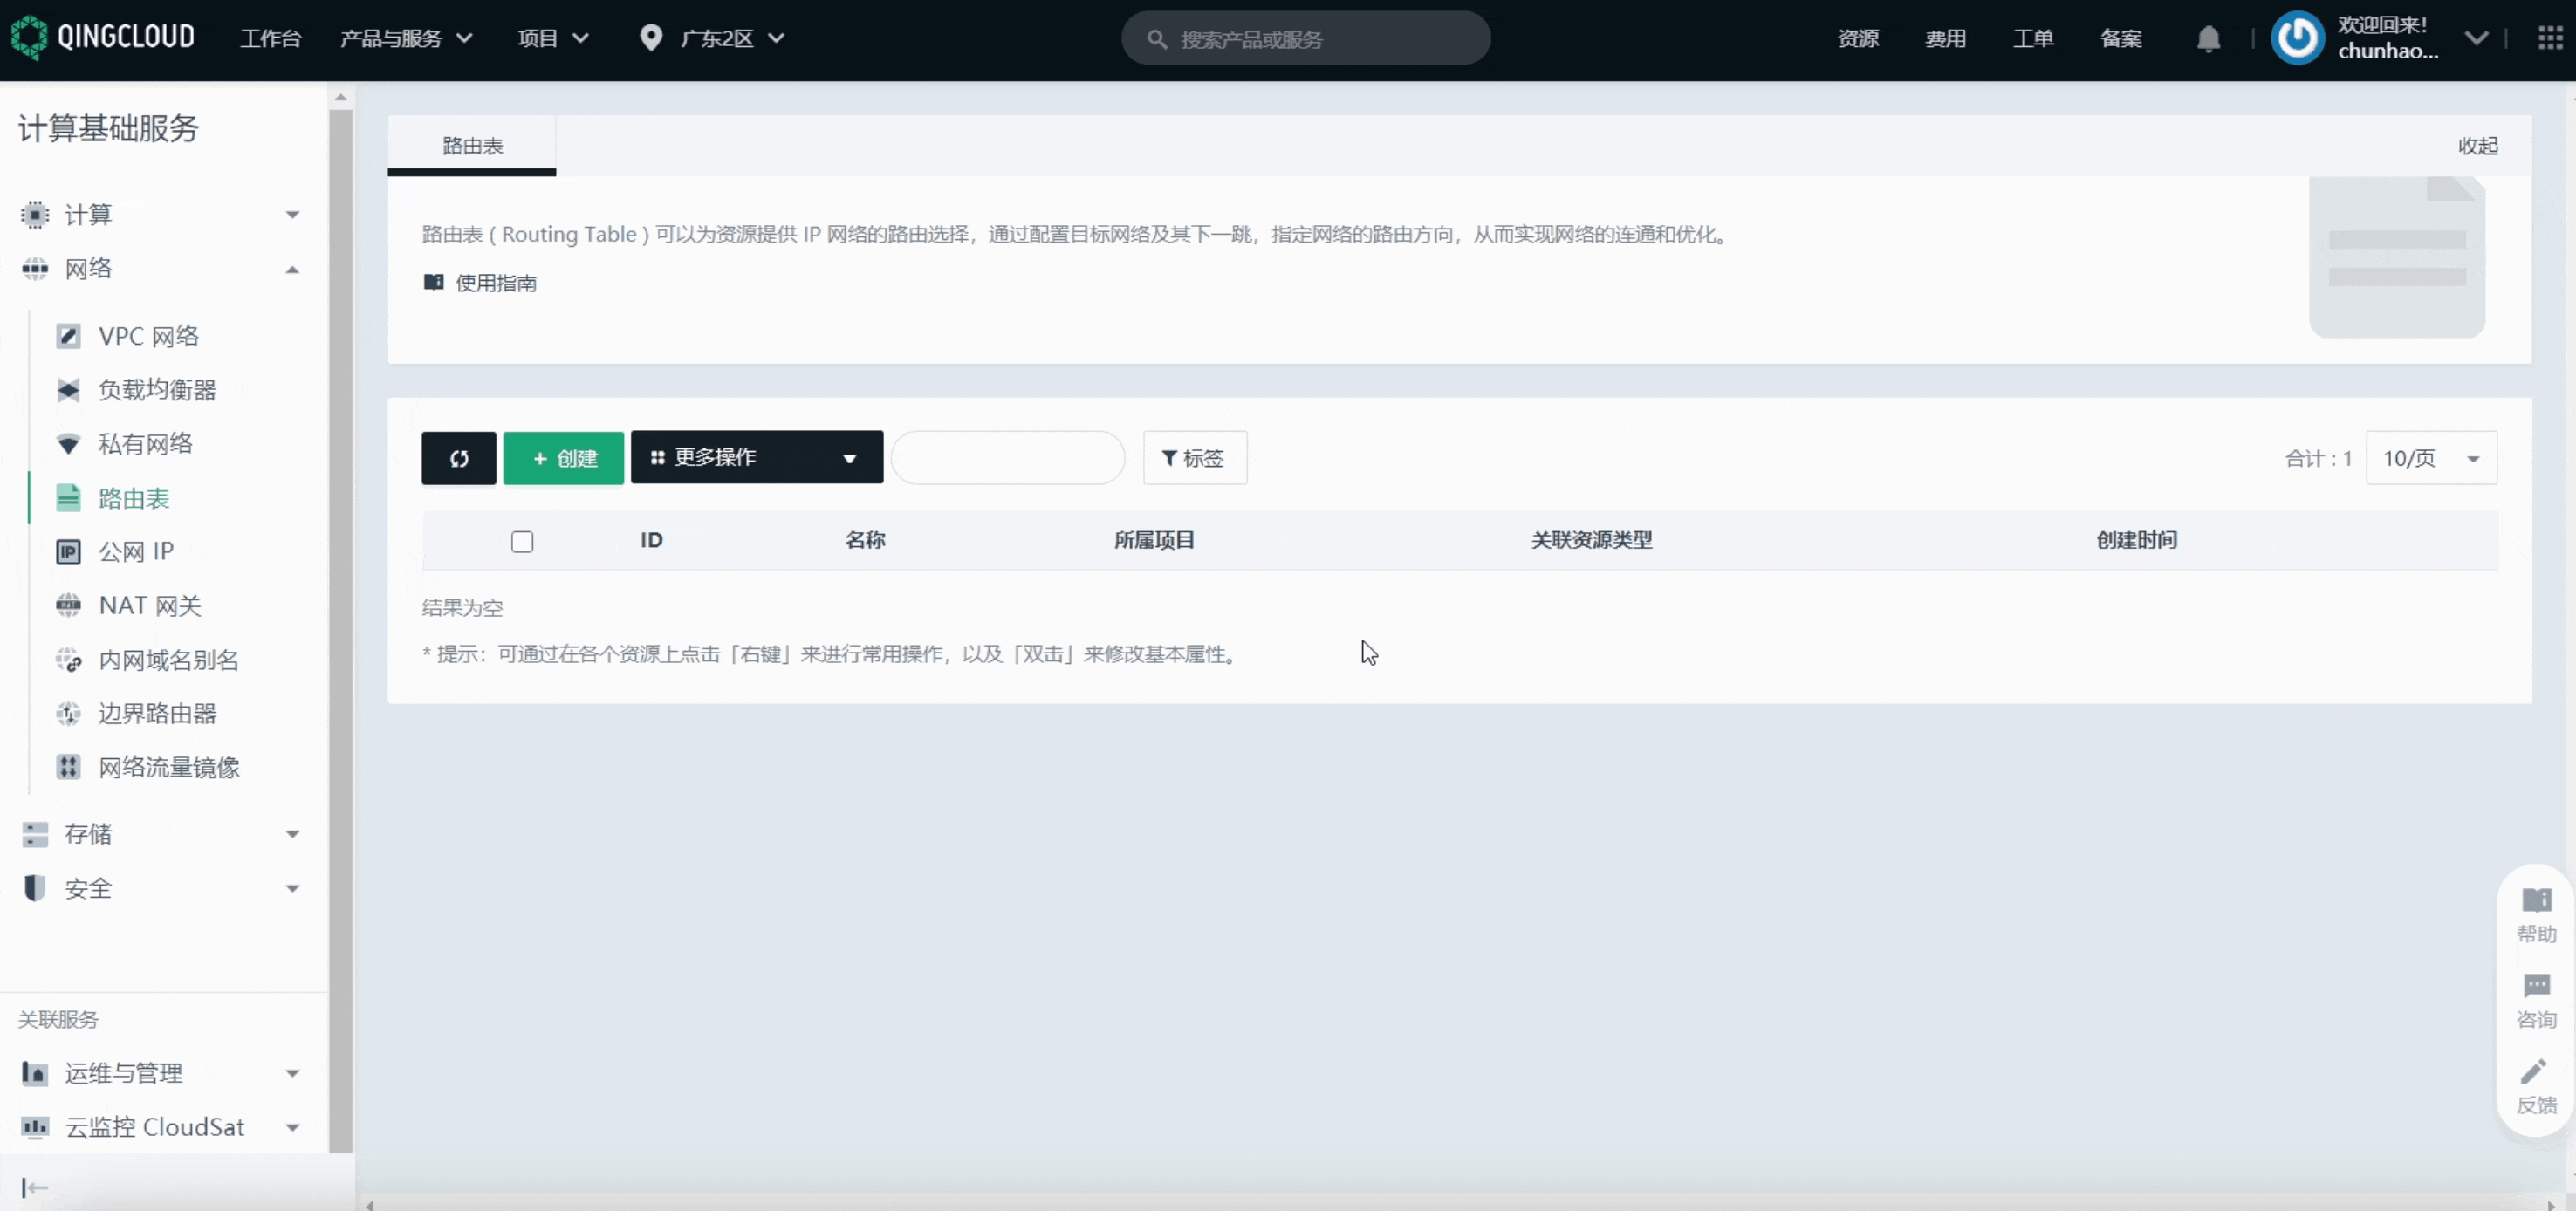 QINGCLOUD 工作台 产品与服务 项目 广东2区 搜索产品或服务 资源 费用 工单 备案 欢迎回来! chunhao...
计算基础服务
计算
网络
VPC 网络
负载均衡器
私有网络
路由表
公网 IP
NAT 网关
内网域名别名
边界路由器
网络流量镜像
存储
安全
关联服务
运维与管理
云监控 CloudSat
路由表 收起
路由表 ( Routing Table ) 可以为资源提供 IP 网络的路由选择，通过配置目标网络及其下一跳，指定网络的路由方向，从而实现网络的连通和优化。
使用指南
+ 创建 更多操作 标签 合计 : 1 10/页
ID 名称 所属项目 关联资源类型 创建时间
结果为空
* 提示：可通过在各个资源上点击「右键」来进行常用操作，以及「双击」来修改基本属性。
帮助
咨询
反馈